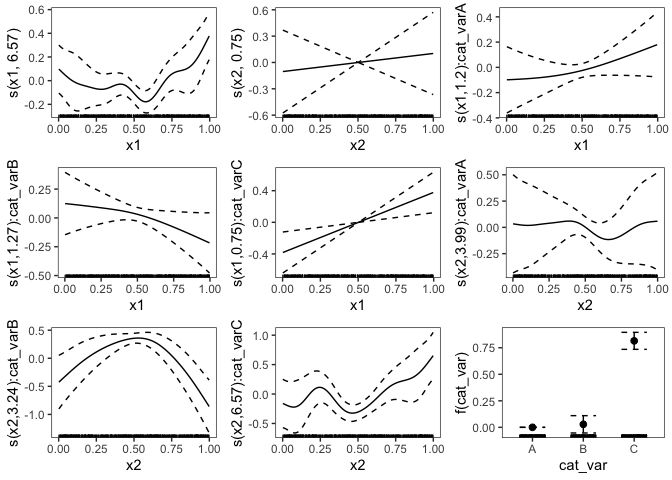 s(x1, 6.57)
0.6
0.4
0.2
0.0
-0.2
0.00 0.25 0.50 0.75 1.00
x1
s(x2, 0.75)
0.6
0.3
0.0
-0.3
-0.6
0.00 0.25 0.50 0.75 1.00
x2
s(x1,1.2):cat_varA
0.4
0.2
0.0
-0.2
-0.4
0.00 0.25 0.50 0.75 1.00
x1
s(x1,1.27):cat_varB
0.25
0.00
-0.25
-0.50
0.00 0.25 0.50 0.75 1.00
x1
s(x1,0.75):cat_varC
0.4
0.0
-0.4
0.00 0.25 0.50 0.75 1.00
x1
s(x2,3.99):cat_varA
0.50
0.25
0.00
-0.25
0.00 0.25 0.50 0.75 1.00
x2
s(x2,3.24):cat_varB
0.5
0.0
-0.5
-1.0
0.00 0.25 0.50 0.75 1.00
x2
s(x2,6.57):cat_varC
1.0
0.5
0.0
-0.5
0.00 0.25 0.50 0.75 1.00
x2
f(cat_var)
0.75
0.50
0.25
0.00
A B C
cat_var